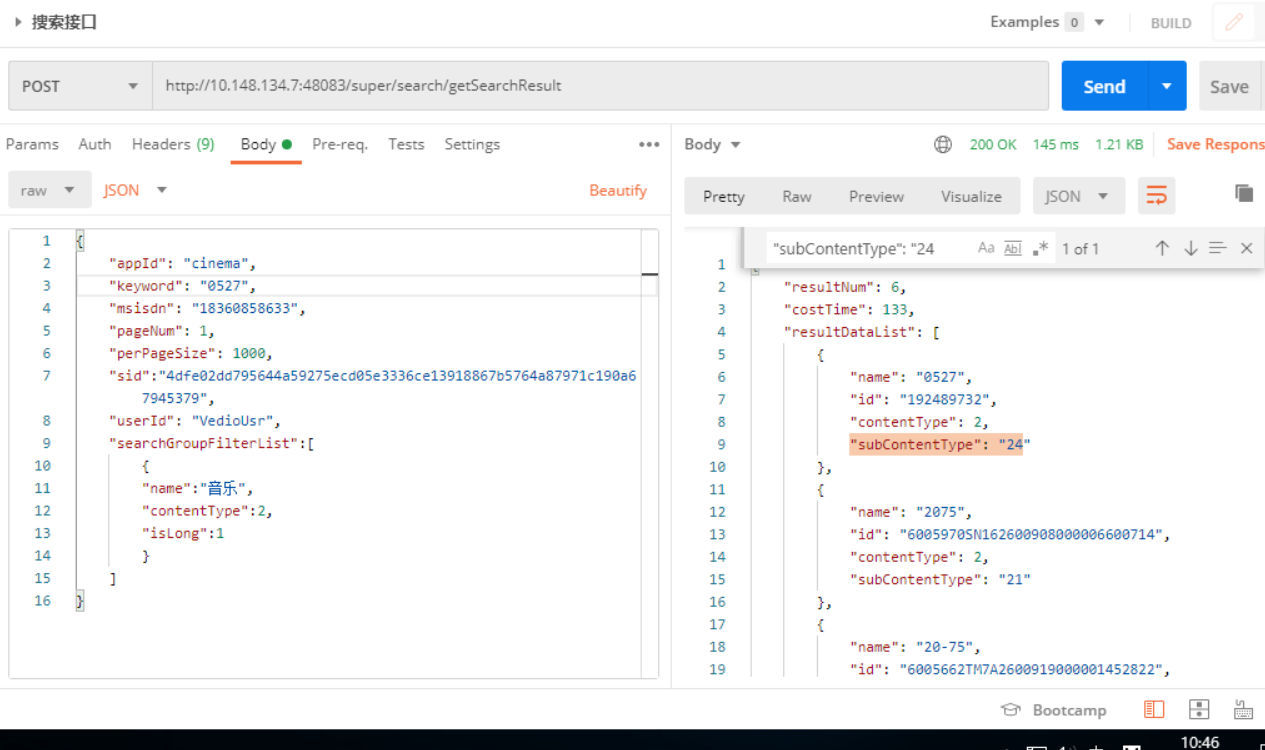 搜索接口
Examples 0
BUILD
POST
http://10.148.134.7:48083/super/search/getSearchResult
Send
Save
Params Auth Headers (9) Body Pre-req. Tests Settings
raw JSON Beautify
1 {
2 "appId": "cinema",
3 "keyword": "0527",
4 "msisdn": "18360858633",
5 "pageNum": 1,
6 "perPageSize": 1000,
7 "sid":"4dfe02dd795644a59275ecd05e3336ce13918867b5764a87971c190a6
7945379",
8 "userId": "VedioUsr",
9 "searchGroupFilterList":[
10 {
11 "name":"音乐",
12 "contentType":2,
13 "isLong":1
14 }
15 ]
16 }
Body 200 OK 145 ms 1.21 KB Save Respons
Pretty Raw Preview Visualize JSON
"subContentType": "24 Aa Abl .* 1 of 1
1
2 "resultNum": 6,
3 "costTime": 133,
4 "resultDataList": [
5 {
6 "name": "0527",
7 "id": "192489732",
8 "contentType": 2,
9 "subContentType": "24"
10 },
11 {
12 "name": "2075",
13 "id": "6005970SN162600908000006600714",
14 "contentType": 2,
15 "subContentType": "21"
16 },
17 {
18 "name": "20-75",
19 "id": "6005662TM7A2600919000001452822",
Bootcamp
10:46